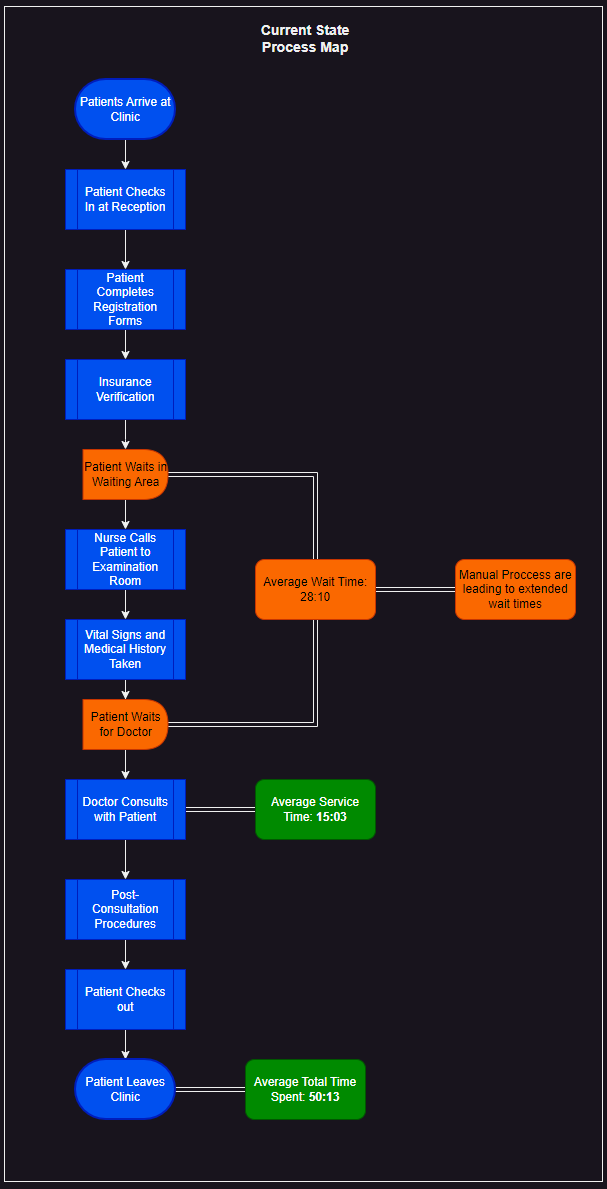 Current State
Process Map
Patients Arrive at
Clinic
Patient Checks
In at Reception
Patient
Completes
Registration
Forms
Insurance
Verification
Patient Waits in
Waiting Area
Nurse Calls
Patient to
Examination
Room
Average Wait Time:
28:10
Manual Proccess are
leading to extended
wait times
Vital Signs and
Medical History
Taken
Patient Waits
for Doctor
Doctor Consults
with Patient
Average Service
Time: 15:03
Post-
Consultation
Procedures
Patient Checks
out
Patient Leaves
Clinic
Average Total Time
Spent: 50:13